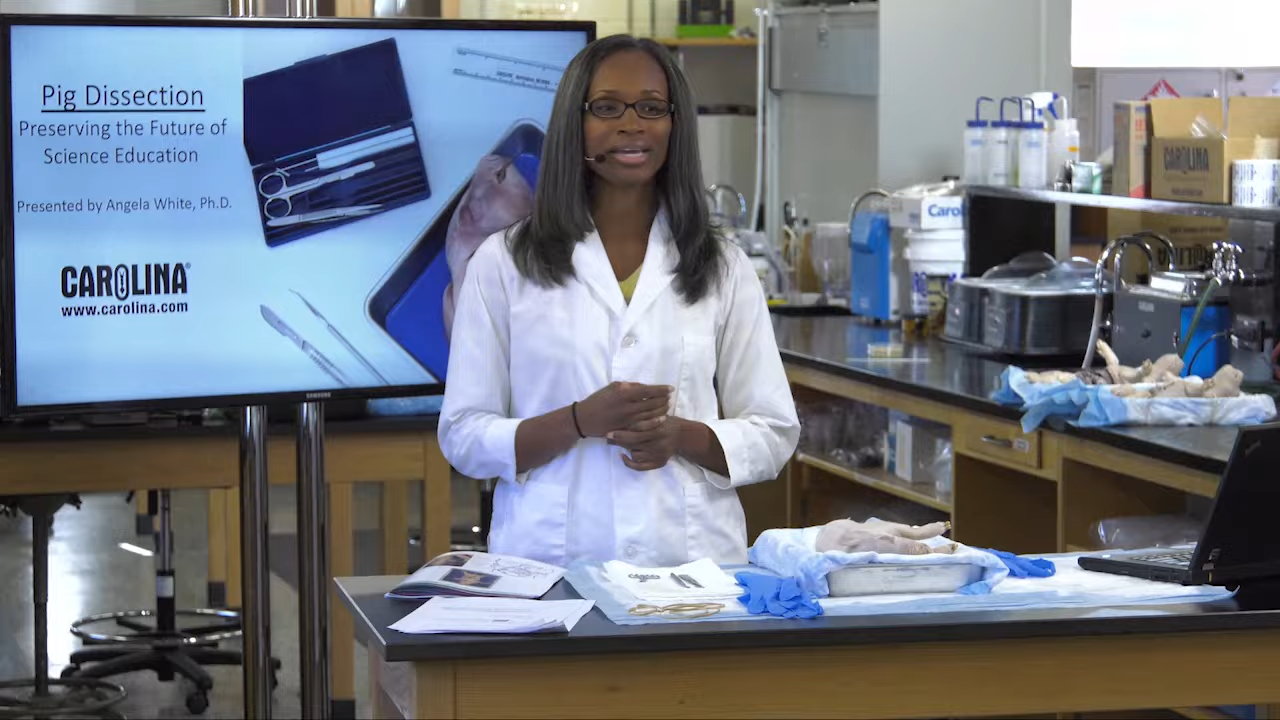 Pig Dissection
Preserving the Future of
Science Education
Presented by Angela White, Ph.D.
CAROLINA®
www.carolina.com
SAMSUNG
CAROLINA
Carol